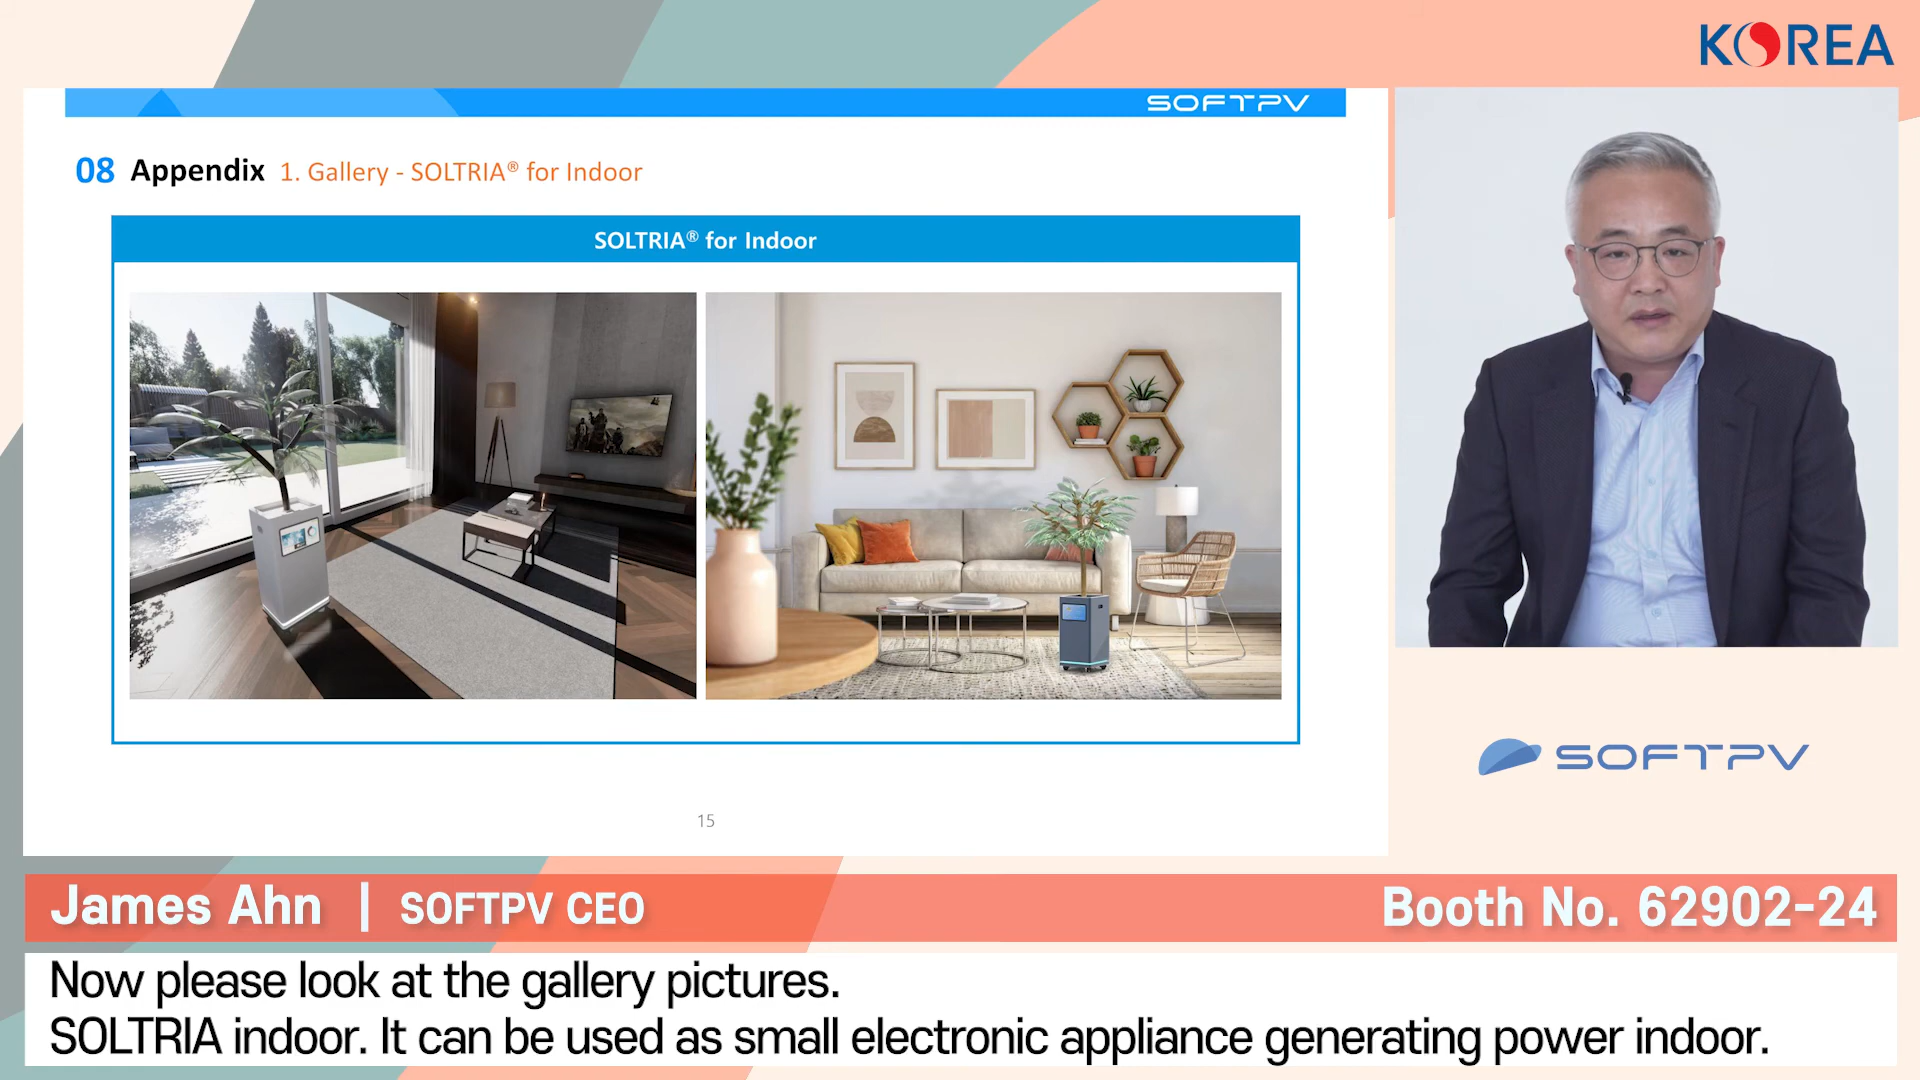 KOREA
SOFTPV
08 Appendix 1. Gallery - SOLTRIA® for Indoor
SOLTRIA® for Indoor
15
SOFTPV
James Ahn | SOFTPV CEO
Booth No. 62902-24
Now please look at the gallery pictures.
SOLTRIA indoor. It can be used as small electronic appliance generating power indoor.